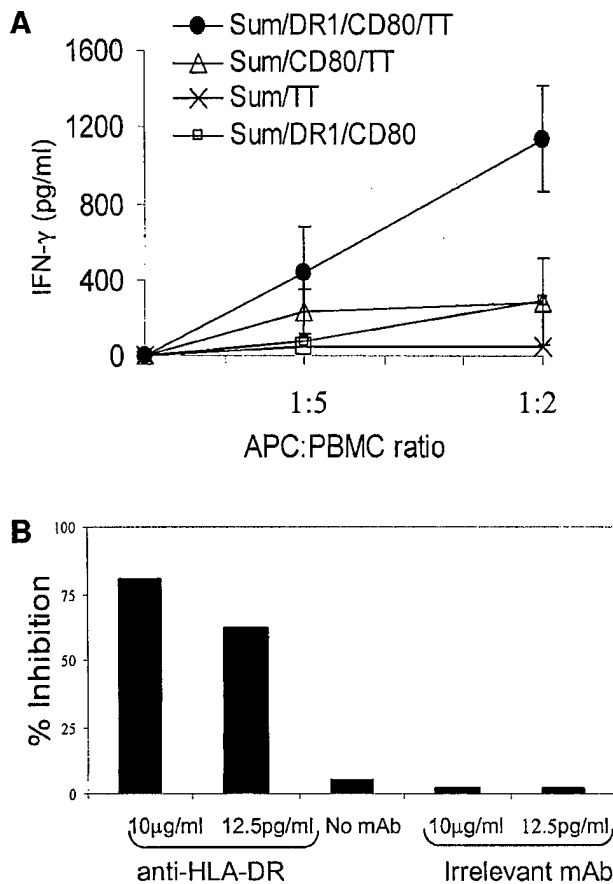 A
Sum/DR1/CD80/TT
Sum/CD80/TT
Sum/TT
Sum/DR1/CD80
IFN-γ (pg/ml)
1600
1200
800
400
0
1:5
1:2
APC:PBMC ratio
B
% Inhibition
100
75
50
25
0
10μg/ml 12.5pg/ml No mAb 10μg/ml 12.5pg/ml
anti-HLA-DR Irrelevant mAb